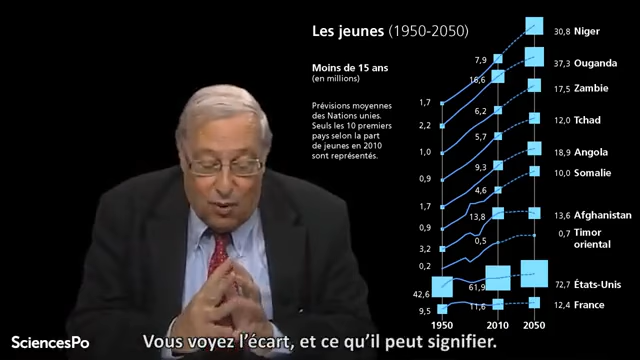 Les jeunes (1950-2050)
Moins de 15 ans
(en millions)
Prévisions moyennes
des Nations unies.
Seuls les 10 premiers
pays selon la part
de jeunes en 2010
sont représentés.
1,7 7,9 30,8 Niger
2,2 16,6 37,3 Ouganda
1,0 6,2 17,5 Zambie
0,9 5,7 12,0 Tchad
1,7 9,3 18,9 Angola
0,9 4,6 10,0 Somalie
3,2 13,8 13,6 Afghanistan
0,2 0,5 0,7 Timor
oriental
42,6 61,9 72,7 États-Unis
9,5 11,6 12,4 France
1950 2010 2050
SciencesPo
Vous voyez l'écart, et ce qu'il peut signifier.